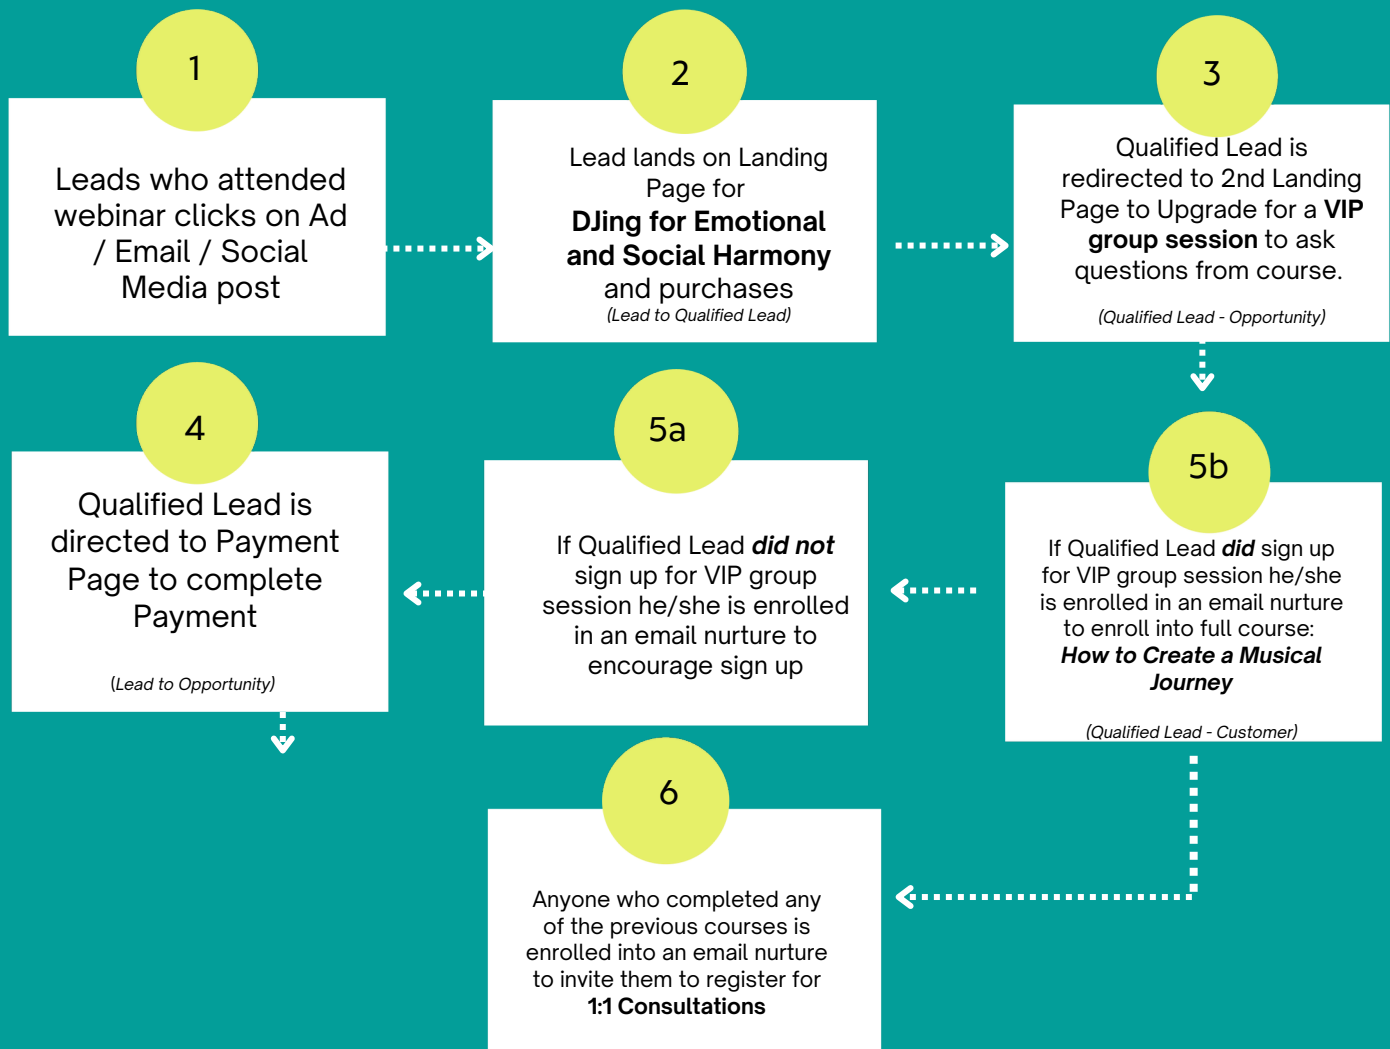 1
Leads who attended
webinar clicks on Ad
/ Email / Social
Media post
2
Lead lands on Landing
Page for
DJing for Emotional
and Social Harmony
and purchases
(Lead to Qualified Lead)
3
Qualified Lead is
redirected to 2nd Landing
Page to Upgrade for a VIP
group session to ask
questions from course.
(Qualified Lead - Opportunity)
4
Qualified Lead is
directed to Payment
Page to complete
Payment
(Lead to Opportunity)
5a
If Qualified Lead did not
sign up for VIP group
session he/she is enrolled
in an email nurture to
encourage sign up
5b
If Qualified Lead did sign up
for VIP group session he/she
is enrolled in an email nurture
to enroll into full course:
How to Create a Musical
Journey
(Qualified Lead - Customer)
6
Anyone who completed any
of the previous courses is
enrolled into an email nurture
to invite them to register for
1:1 Consultations